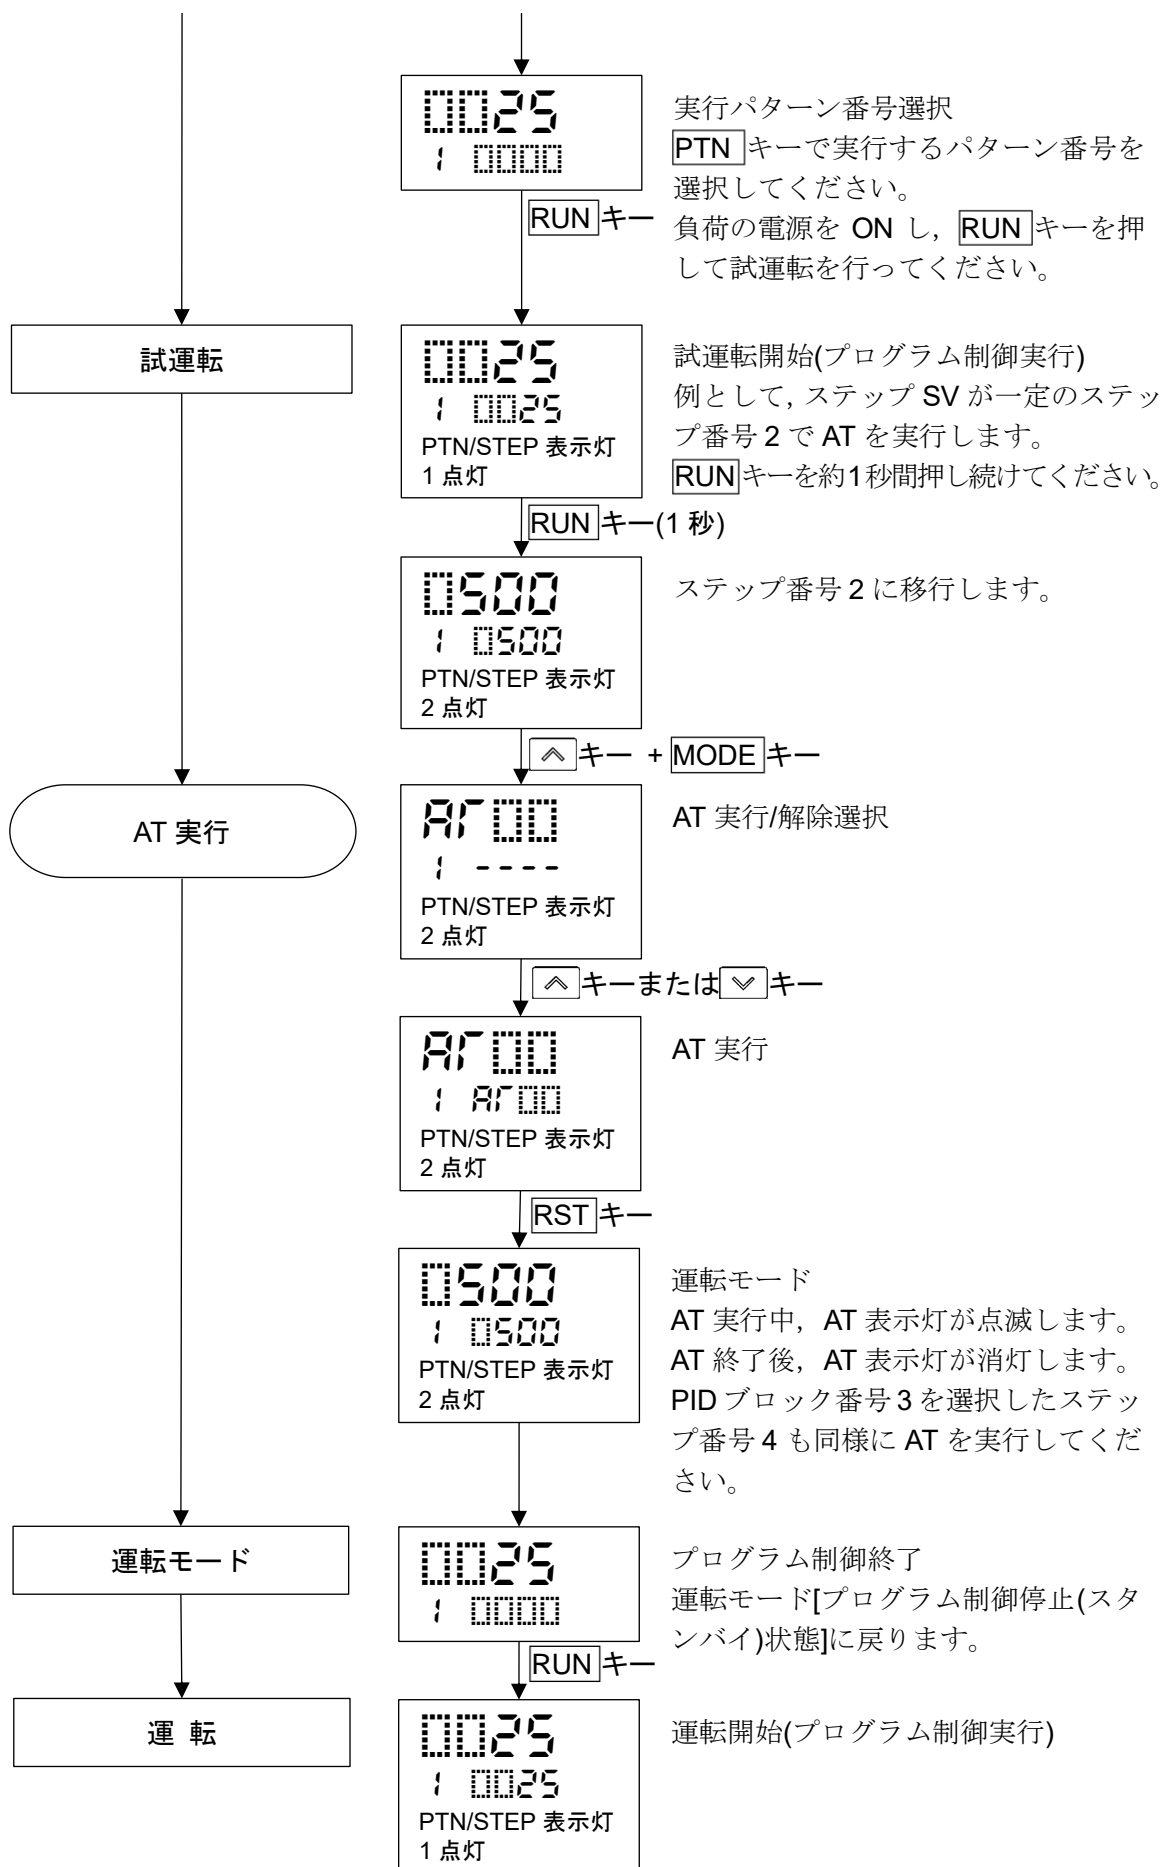 25
1
実行パターン番号選択
PTN キーで実行するパターン番号を
選択してください。
負荷の電源を ON し, RUN キーを押
して試運転を行ってください。
RUN キー
試運転
25
1 25
PTN/STEP 表示灯
1 点灯
試運転開始(プログラム制御実行)
例として, ステップ SV が一定のステッ
プ番号 2 で AT を実行します。
RUN キーを約1秒間押し続けてください。
RUN キー(1 秒)
500
1 500
PTN/STEP 表示灯
2 点灯
ステップ番号 2 に移行します。
キー + MODE キー
AT 実行
AT
1 ----
PTN/STEP 表示灯
2 点灯
AT 実行/解除選択
キーまたは キー
AT
1 AT
PTN/STEP 表示灯
2 点灯
AT 実行
RST キー
500
1 500
PTN/STEP 表示灯
2 点灯
運転モード
AT 実行中, AT 表示灯が点滅します。
AT 終了後, AT 表示灯が消灯します。
PID ブロック番号 3 を選択したステッ
プ番号 4 も同様に AT を実行してくだ
さい。
運転モード
25
1
プログラム制御終了
運転モード[プログラム制御停止(スタ
ンバイ)状態]に戻ります。
RUN キー
運 転
25
1 25
PTN/STEP 表示灯
1 点灯
運転開始(プログラム制御実行)